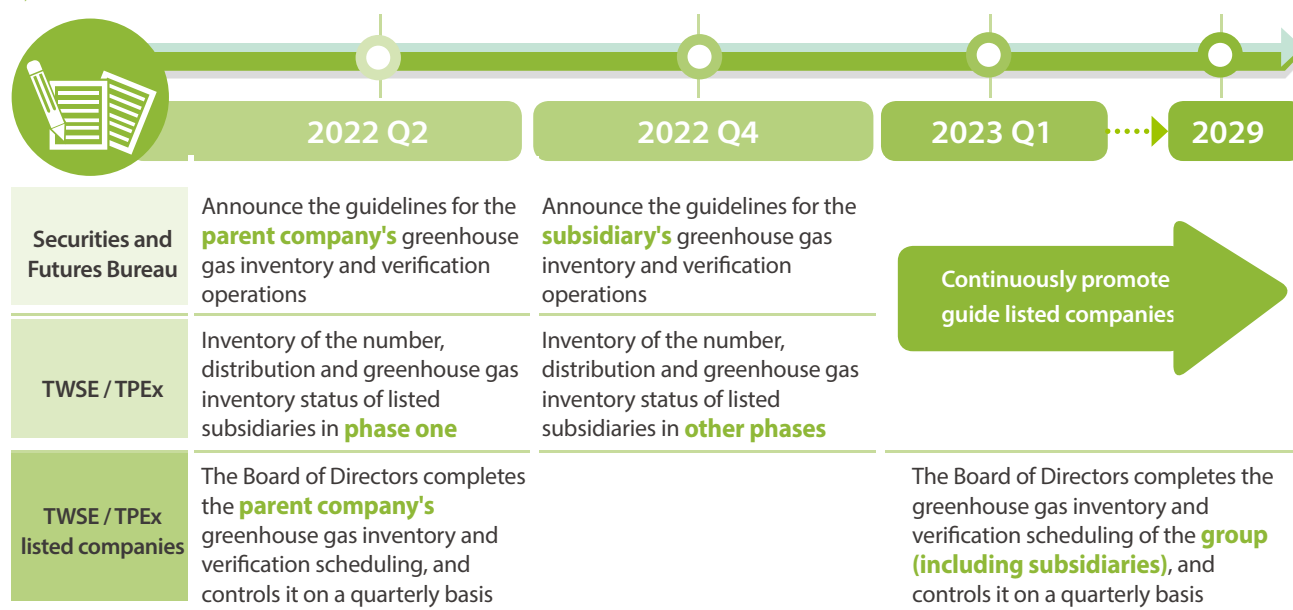 2022 Q2
2022 Q4
2023 Q1
2029
Securities and
Futures Bureau
Announce the guidelines for the
parent company's greenhouse
gas inventory and verification
operations
Announce the guidelines for the
subsidiary's greenhouse gas
inventory and verification
operations
Continuously promote
guide listed companies
TWSE / TPEx
Inventory of the number,
distribution and greenhouse gas
inventory status of listed
subsidiaries in phase one
Inventory of the number,
distribution and greenhouse gas
inventory status of listed
subsidiaries in other phases
TWSE / TPEx
listed companies
The Board of Directors completes
the parent company's
greenhouse gas inventory and
verification scheduling, and
controls it on a quarterly basis
The Board of Directors completes the
greenhouse gas inventory and
verification scheduling of the group
(including subsidiaries), and
controls it on a quarterly basis